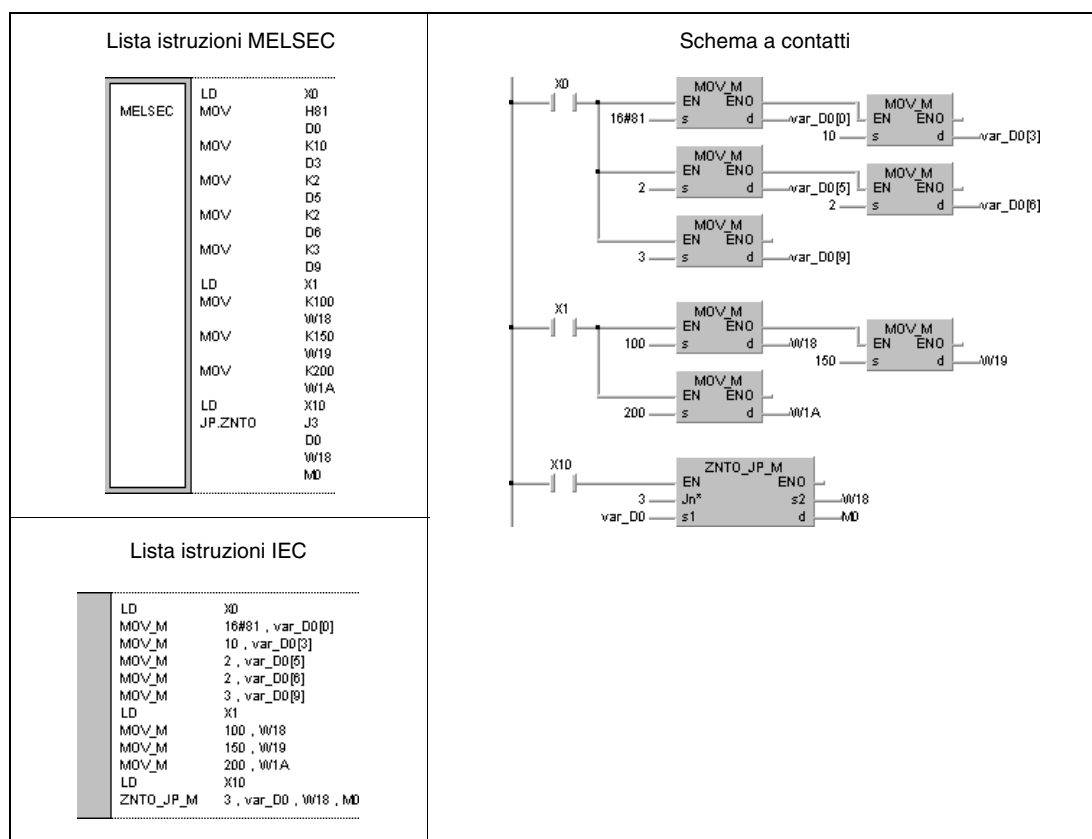 Lista istruzioni MELSEC
MELSEC
LD X0
MOV H81
D0
MOV K10
D3
MOV K2
D5
MOV K2
D6
MOV K3
D9
LD X1
MOV K100
W18
MOV K150
W19
MOV K200
W1A
LD X10
JP.ZNTO J3
D0
W18
M0
Lista istruzioni IEC
LD X0
MOV_M 16#81 , var_D0[0]
MOV_M 10 , var_D0[3]
MOV_M 2 , var_D0[5]
MOV_M 2 , var_D0[6]
MOV_M 3 , var_D0[9]
LD X1
MOV_M 100 , W18
MOV_M 150 , W19
MOV_M 200 , W1A
LD X10
ZNTO_JP_M 3 , var_D0 , W18 , M0
Schema a contatti
X0
MOV_M
EN ENO
16#81 s d var_D0[0]
MOV_M
EN ENO
10 s d var_D0[3]
MOV_M
EN ENO
2 s d var_D0[5]
MOV_M
EN ENO
2 s d var_D0[6]
MOV_M
EN ENO
3 s d var_D0[9]
X1
MOV_M
EN ENO
100 s d W18
MOV_M
EN ENO
150 s d W19
MOV_M
EN ENO
200 s d W1A
X10
ZNTO_JP_M
EN ENO
3 Jn* s2 W18
var_D0 s1 d M0